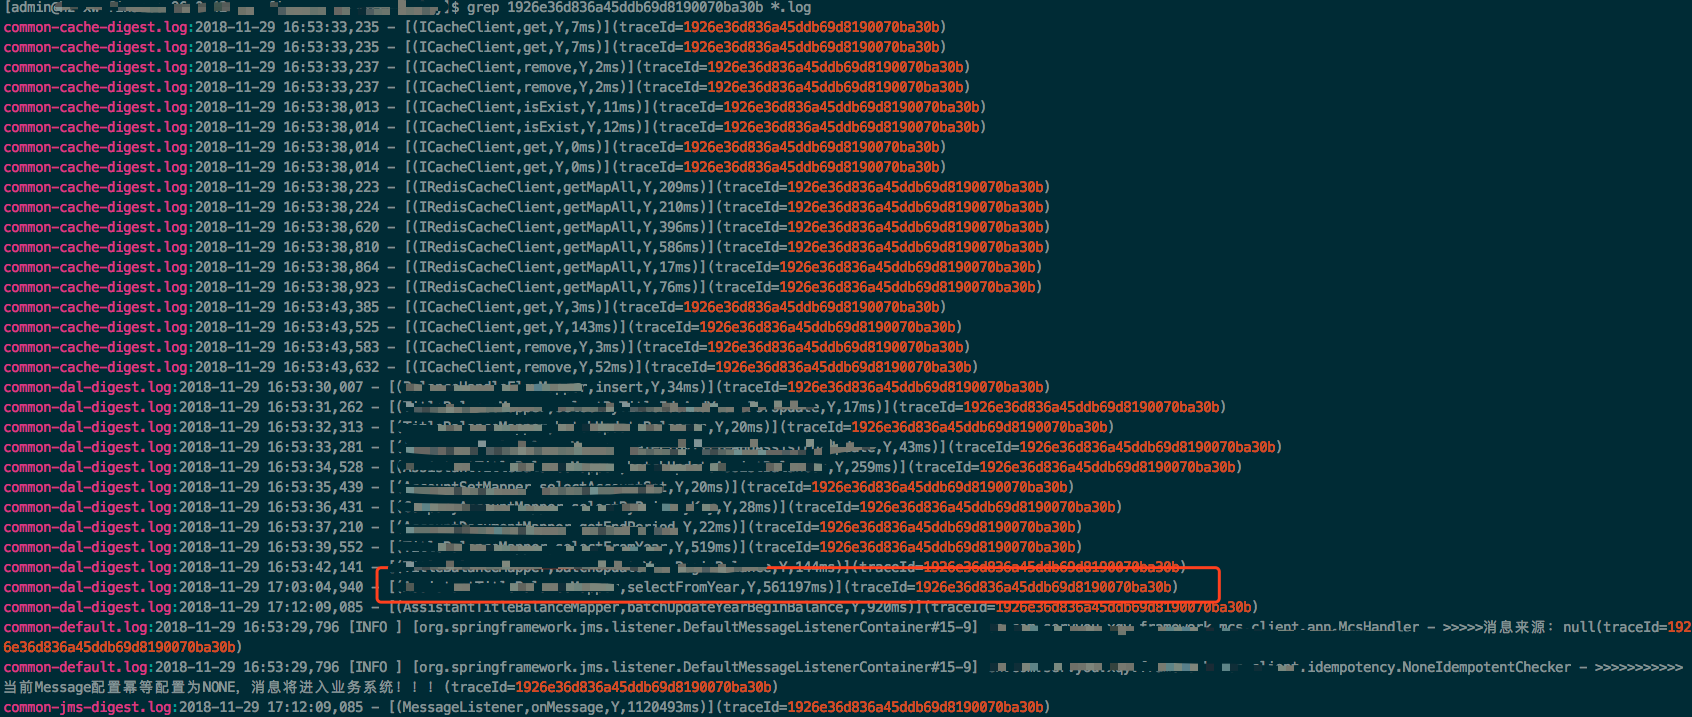 [admin@ ]$ grep 1926e36d836a45ddb69d8190070ba30b *.log
common-cache-digest.log:2018-11-29 16:53:33,235 - [(ICacheClient,get,Y,7ms)](traceId=1926e36d836a45ddb69d8190070ba30b)
common-cache-digest.log:2018-11-29 16:53:33,235 - [(ICacheClient,get,Y,7ms)](traceId=1926e36d836a45ddb69d8190070ba30b)
common-cache-digest.log:2018-11-29 16:53:33,237 - [(ICacheClient,remove,Y,2ms)](traceId=1926e36d836a45ddb69d8190070ba30b)
common-cache-digest.log:2018-11-29 16:53:33,237 - [(ICacheClient,remove,Y,2ms)](traceId=1926e36d836a45ddb69d8190070ba30b)
common-cache-digest.log:2018-11-29 16:53:38,013 - [(ICacheClient,isExist,Y,11ms)](traceId=1926e36d836a45ddb69d8190070ba30b)
common-cache-digest.log:2018-11-29 16:53:38,014 - [(ICacheClient,isExist,Y,12ms)](traceId=1926e36d836a45ddb69d8190070ba30b)
common-cache-digest.log:2018-11-29 16:53:38,014 - [(ICacheClient,get,Y,0ms)](traceId=1926e36d836a45ddb69d8190070ba30b)
common-cache-digest.log:2018-11-29 16:53:38,014 - [(ICacheClient,get,Y,0ms)](traceId=1926e36d836a45ddb69d8190070ba30b)
common-cache-digest.log:2018-11-29 16:53:38,223 - [(IRedisCacheClient,getMapAll,Y,209ms)](traceId=1926e36d836a45ddb69d8190070ba30b)
common-cache-digest.log:2018-11-29 16:53:38,224 - [(IRedisCacheClient,getMapAll,Y,210ms)](traceId=1926e36d836a45ddb69d8190070ba30b)
common-cache-digest.log:2018-11-29 16:53:38,620 - [(IRedisCacheClient,getMapAll,Y,396ms)](traceId=1926e36d836a45ddb69d8190070ba30b)
common-cache-digest.log:2018-11-29 16:53:38,810 - [(IRedisCacheClient,getMapAll,Y,586ms)](traceId=1926e36d836a45ddb69d8190070ba30b)
common-cache-digest.log:2018-11-29 16:53:38,864 - [(IRedisCacheClient,getMapAll,Y,17ms)](traceId=1926e36d836a45ddb69d8190070ba30b)
common-cache-digest.log:2018-11-29 16:53:38,923 - [(IRedisCacheClient,getMapAll,Y,76ms)](traceId=1926e36d836a45ddb69d8190070ba30b)
common-cache-digest.log:2018-11-29 16:53:43,385 - [(ICacheClient,get,Y,3ms)](traceId=1926e36d836a45ddb69d8190070ba30b)
common-cache-digest.log:2018-11-29 16:53:43,525 - [(ICacheClient,get,Y,143ms)](traceId=1926e36d836a45ddb69d8190070ba30b)
common-cache-digest.log:2018-11-29 16:53:43,583 - [(ICacheClient,remove,Y,3ms)](traceId=1926e36d836a45ddb69d8190070ba30b)
common-cache-digest.log:2018-11-29 16:53:43,632 - [(ICacheClient,remove,Y,52ms)](traceId=1926e36d836a45ddb69d8190070ba30b)
common-dal-digest.log:2018-11-29 16:53:30,007 - [( ,insert,Y,34ms)](traceId=1926e36d836a45ddb69d8190070ba30b)
common-dal-digest.log:2018-11-29 16:53:31,262 - [( ,Y,17ms)](traceId=1926e36d836a45ddb69d8190070ba30b)
common-dal-digest.log:2018-11-29 16:53:32,313 - [( ,Y,20ms)](traceId=1926e36d836a45ddb69d8190070ba30b)
common-dal-digest.log:2018-11-29 16:53:33,281 - [( ,Y,43ms)](traceId=1926e36d836a45ddb69d8190070ba30b)
common-dal-digest.log:2018-11-29 16:53:34,528 - [( ,Y,259ms)](traceId=1926e36d836a45ddb69d8190070ba30b)
common-dal-digest.log:2018-11-29 16:53:35,439 - [( ,Y,20ms)](traceId=1926e36d836a45ddb69d8190070ba30b)
common-dal-digest.log:2018-11-29 16:53:36,431 - [( ,Y,28ms)](traceId=1926e36d836a45ddb69d8190070ba30b)
common-dal-digest.log:2018-11-29 16:53:37,210 - [( ,Y,22ms)](traceId=1926e36d836a45ddb69d8190070ba30b)
common-dal-digest.log:2018-11-29 16:53:39,552 - [( ,Y,519ms)](traceId=1926e36d836a45ddb69d8190070ba30b)
common-dal-digest.log:2018-11-29 16:53:42,141 - [( ,Y,144ms)](traceId=1926e36d836a45ddb69d8190070ba30b)
common-dal-digest.log:2018-11-29 17:03:04,940 - [( ,selectFromYear,Y,561197ms)](traceId=1926e36d836a45ddb69d8190070ba30b)
common-dal-digest.log:2018-11-29 17:12:09,085 - [(AssistantTitleBalanceMapper,batchUpdateYearBeginBalance,Y,920ms)](traceId=1926e36d836a45ddb69d8190070ba30b)
common-default.log:2018-11-29 16:53:29,796 [INFO ] [org.springframework.jms.listener.DefaultMessageListenerContainer#15-9] .McsHandler - >>>>>消息来源: null(traceId=192
6e36d836a45ddb69d8190070ba30b)
common-default.log:2018-11-29 16:53:29,796 [INFO ] [org.springframework.jms.listener.DefaultMessageListenerContainer#15-9] .idempotency.NoneIdempotentChecker - >>>>>>>>>>>
当前Message配置幂等配置为NONE, 消息将进入业务系统!!!(traceId=1926e36d836a45ddb69d8190070ba30b)
common-jms-digest.log:2018-11-29 17:12:09,085 - [(MessageListener,onMessage,Y,1120493ms)](traceId=1926e36d836a45ddb69d8190070ba30b)